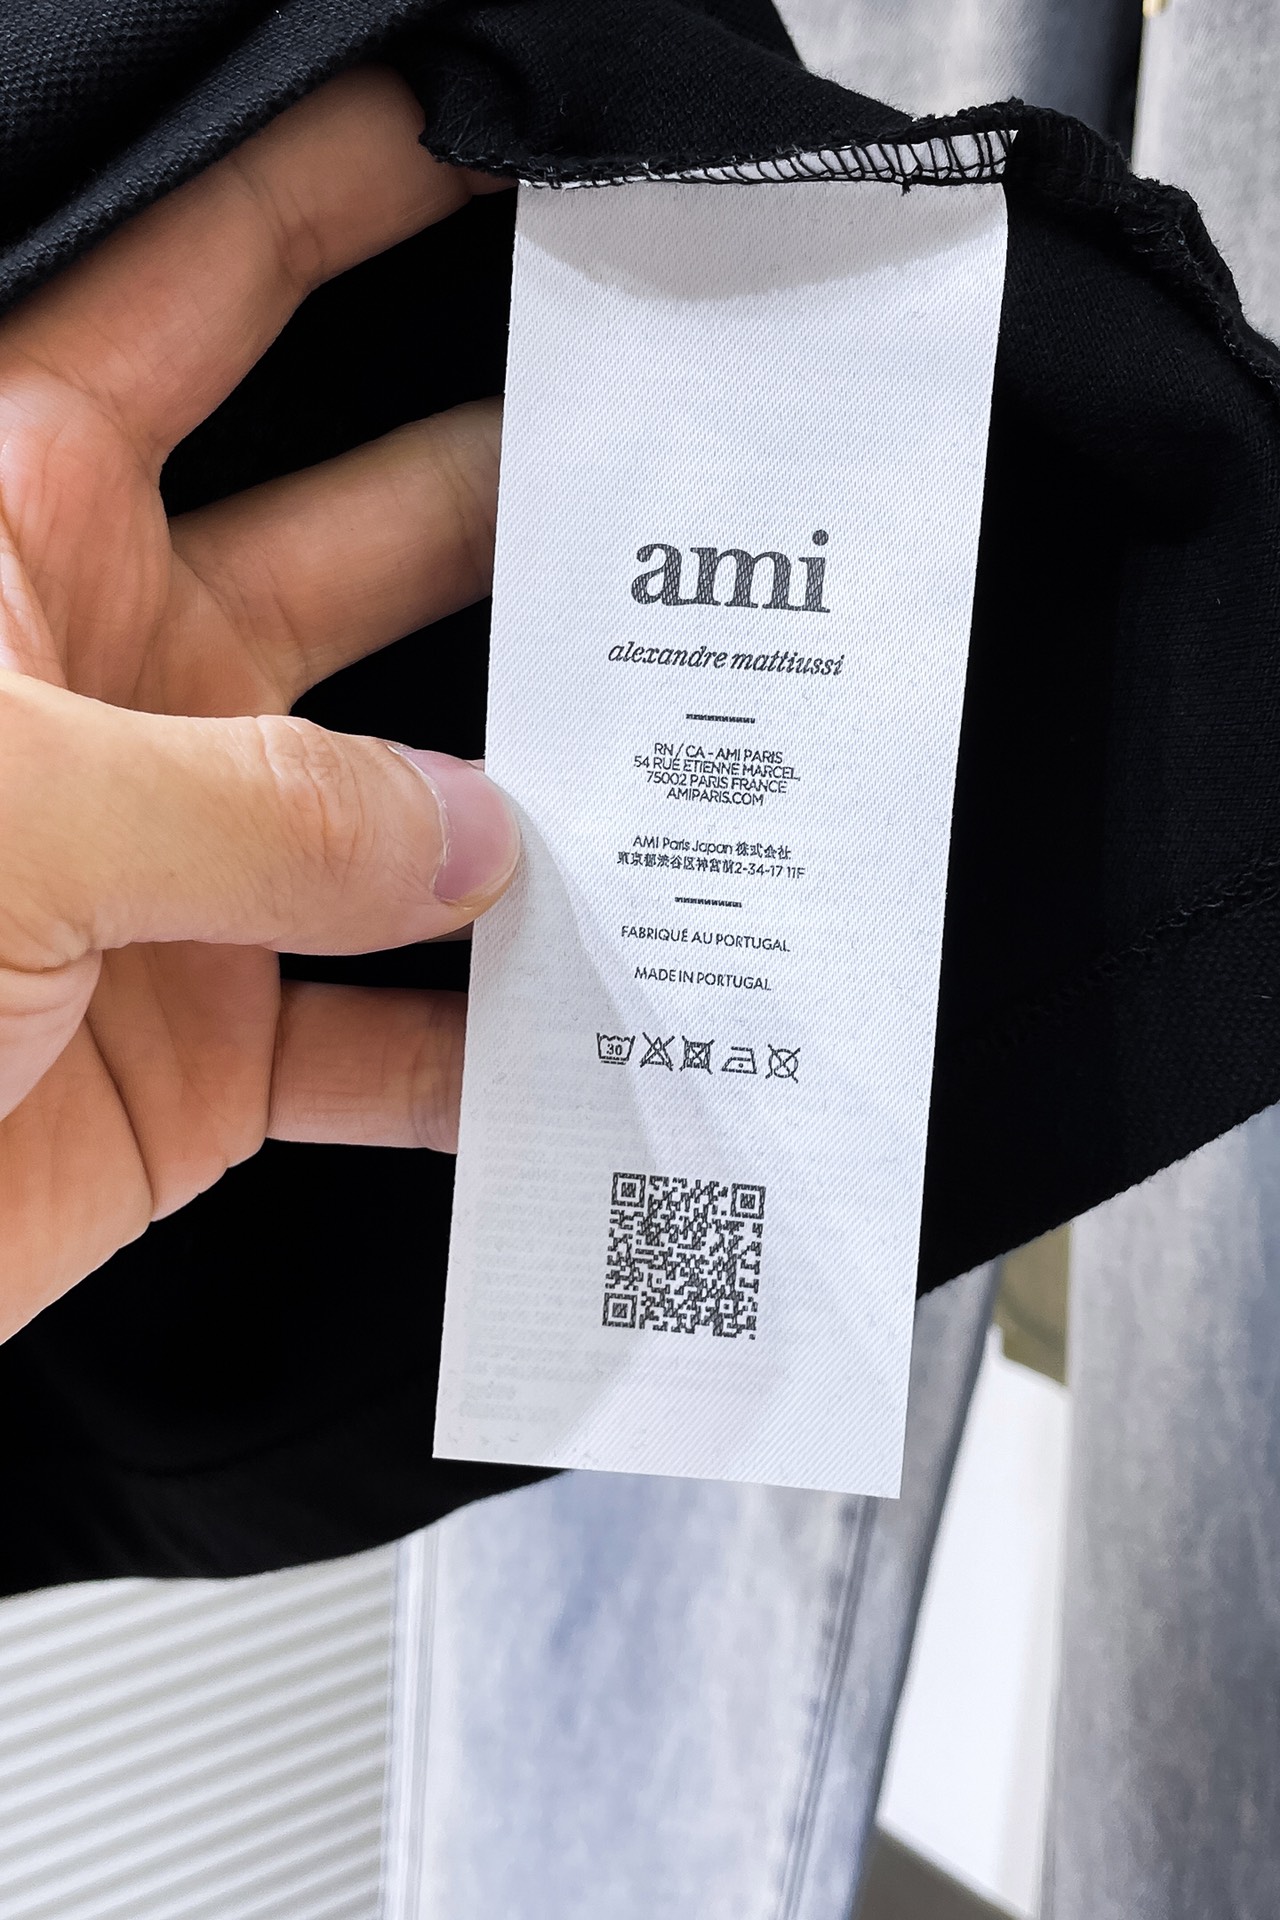 ami
alexandre mattiussi
RN / CA - AMI PARIS
54 RUE ETIENNE MARCEL,
75002 PARIS FRANCE
AMIPARIS.COM
AMI Paris Japan 株式会社
東京都渋谷区神宮前2-34-17 11F
FABRIQUÉ AU PORTUGAL
MADE IN PORTUGAL
30